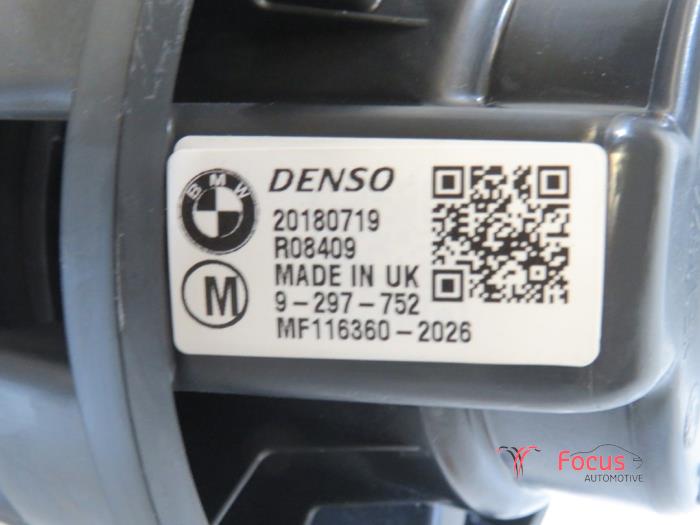 BMW
DENSO
20180719
R08409
MADE IN UK
M
9-297-752
MF116360-2026
Focus
AUTOMOTIVE